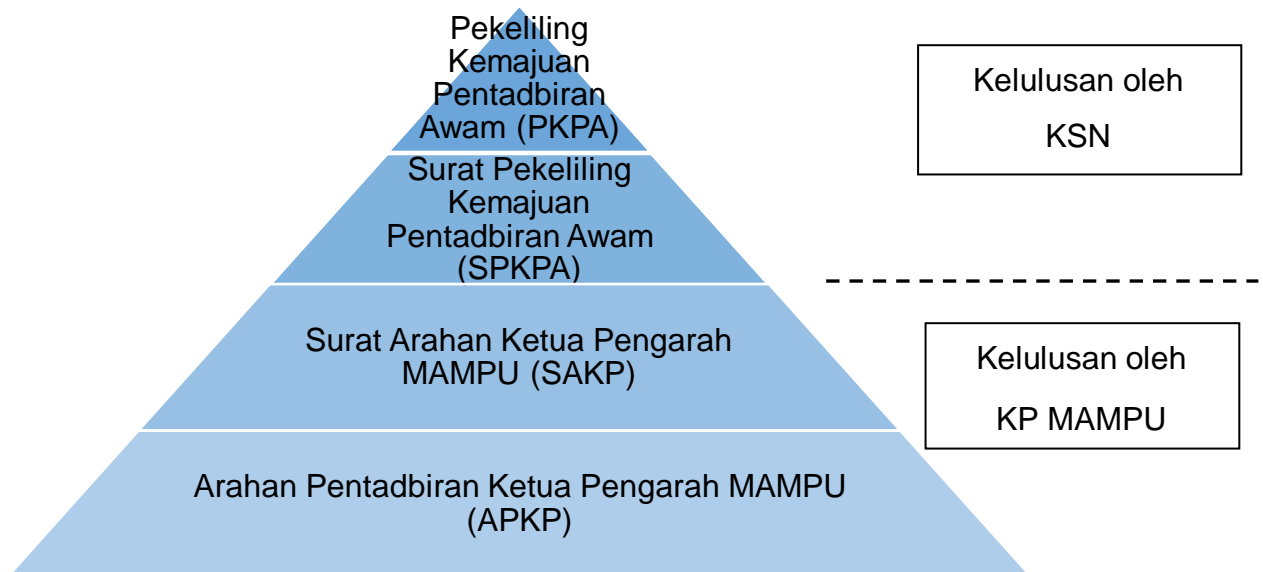 Pekeliling
Kemajuan
Pentadbiran
Awam (PKPA)
Kelulusan oleh
KSN
Surat Pekeliling
Kemajuan
Pentadbiran Awam
(SPKPA)
Surat Arahan Ketua Pengarah
MAMPU (SAKP)
Kelulusan oleh
KP MAMPU
Arahan Pentadbiran Ketua Pengarah MAMPU
(APKP)